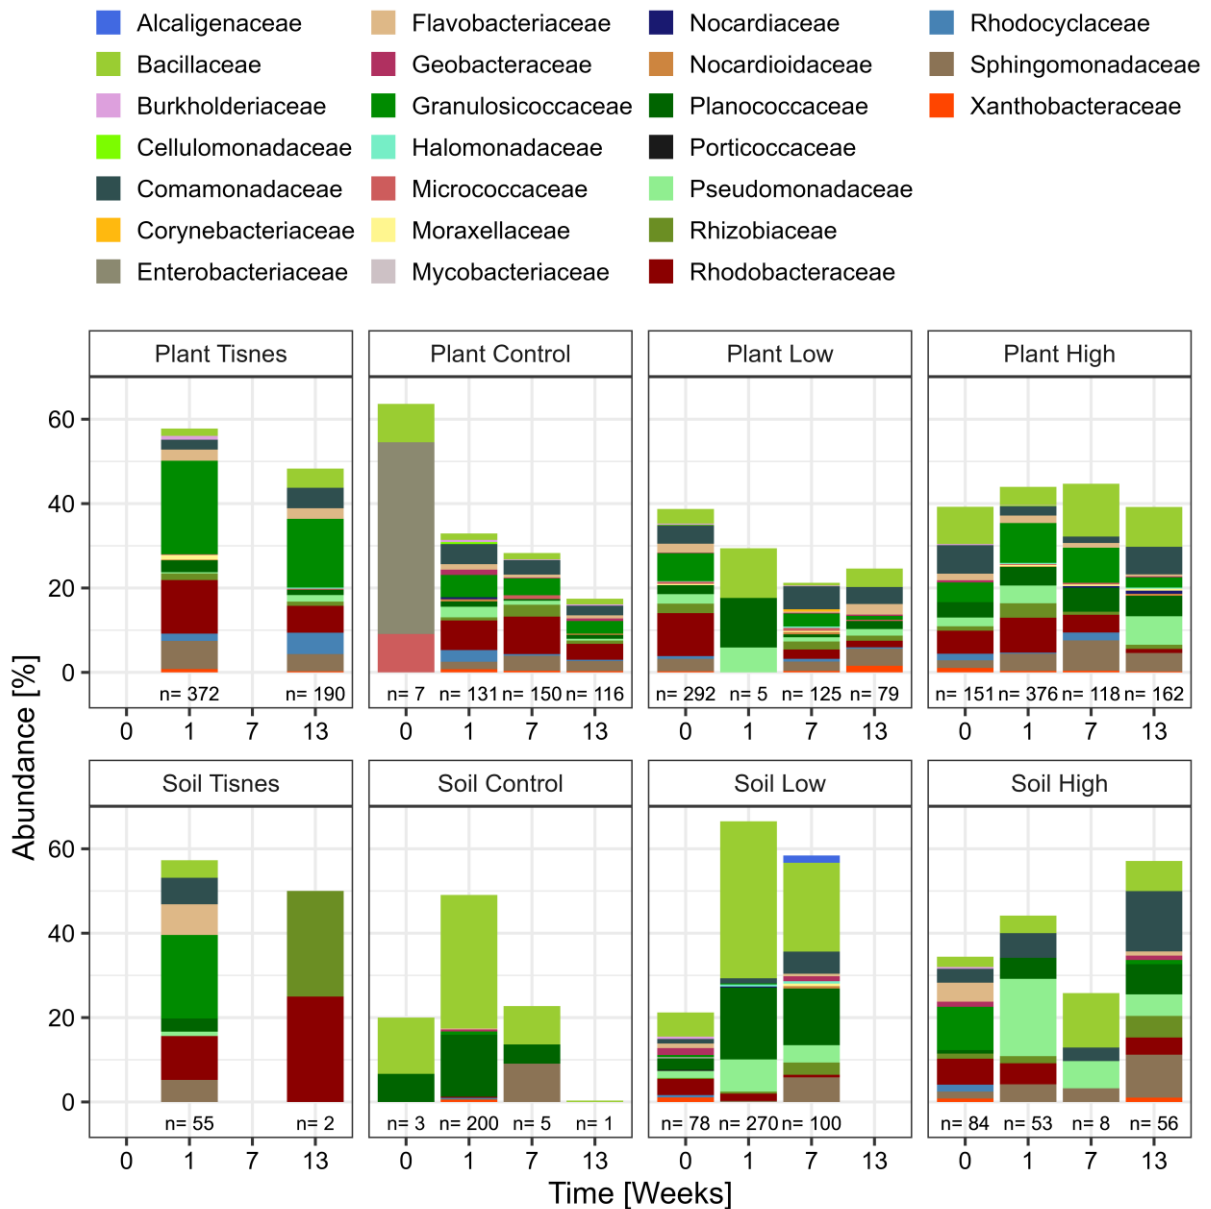 Alcaligenaceae Flavobacteriaceae Nocardiaceae Rhodocyclaceae
Bacillaceae Geobacteraceae Nocardioidaceae Sphingomonadaceae
Burkholderiaceae Granulosicoccaceae Planococcaceae Xanthobacteraceae
Cellulomonadaceae Halomonadaceae Porticoccaceae
Comamonadaceae Micrococcaceae Pseudomonadaceae
Corynebacteriaceae Moraxellaceae Rhizobiaceae
Enterobacteriaceae Mycobacteriaceae Rhodobacteraceae
Plant Tisnes Plant Control Plant Low Plant High
60
40
20
0
n= 372 n= 190 n= 7 n= 131 n= 150 n= 116 n= 292 n= 5 n= 125 n= 79 n= 151 n= 376 n= 118 n= 162
0 1 7 13 0 1 7 13 0 1 7 13 0 1 7 13
Abundance [%]
Soil Tisnes Soil Control Soil Low Soil High
60
40
20
0
n= 55 n= 2 n= 3 n= 200 n= 5 n= 1 n= 78 n= 270 n= 100 n= 84 n= 53 n= 8 n= 56
0 1 7 13 0 1 7 13 0 1 7 13 0 1 7 13
Time [Weeks]